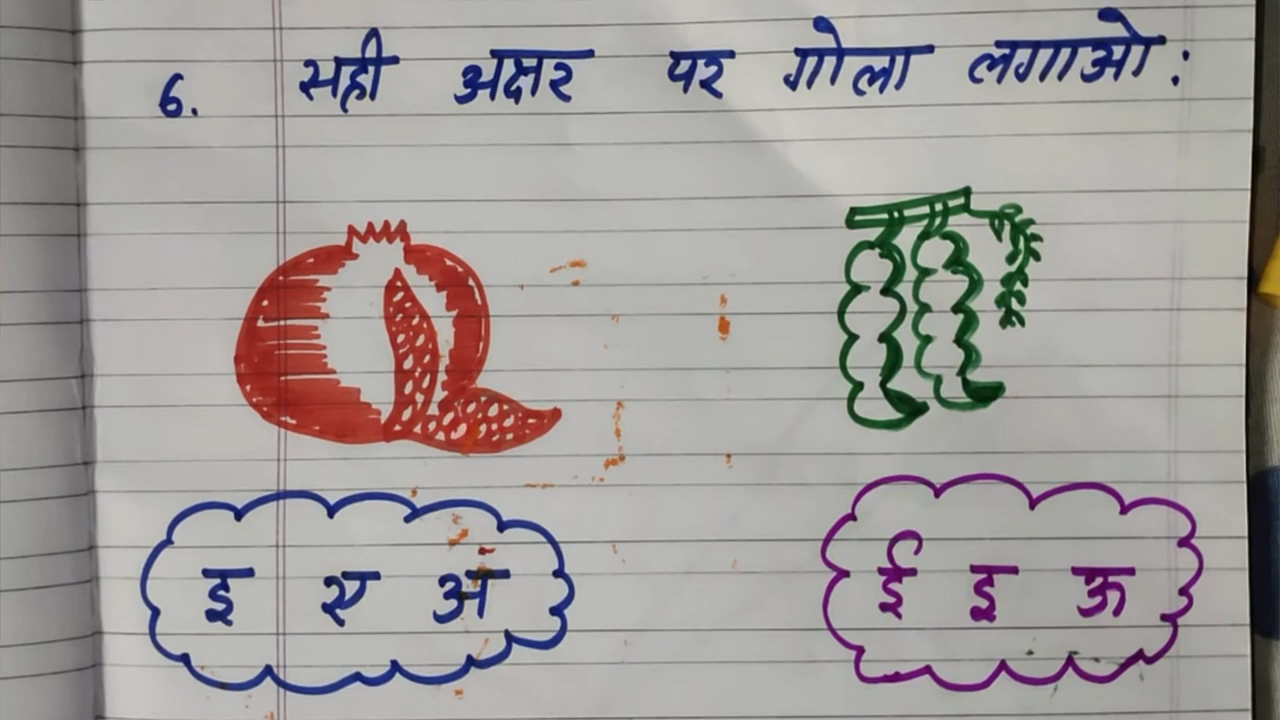 6. सही अक्षर पर गोला लगाओ :
इ ए अ
ई इ ऊ